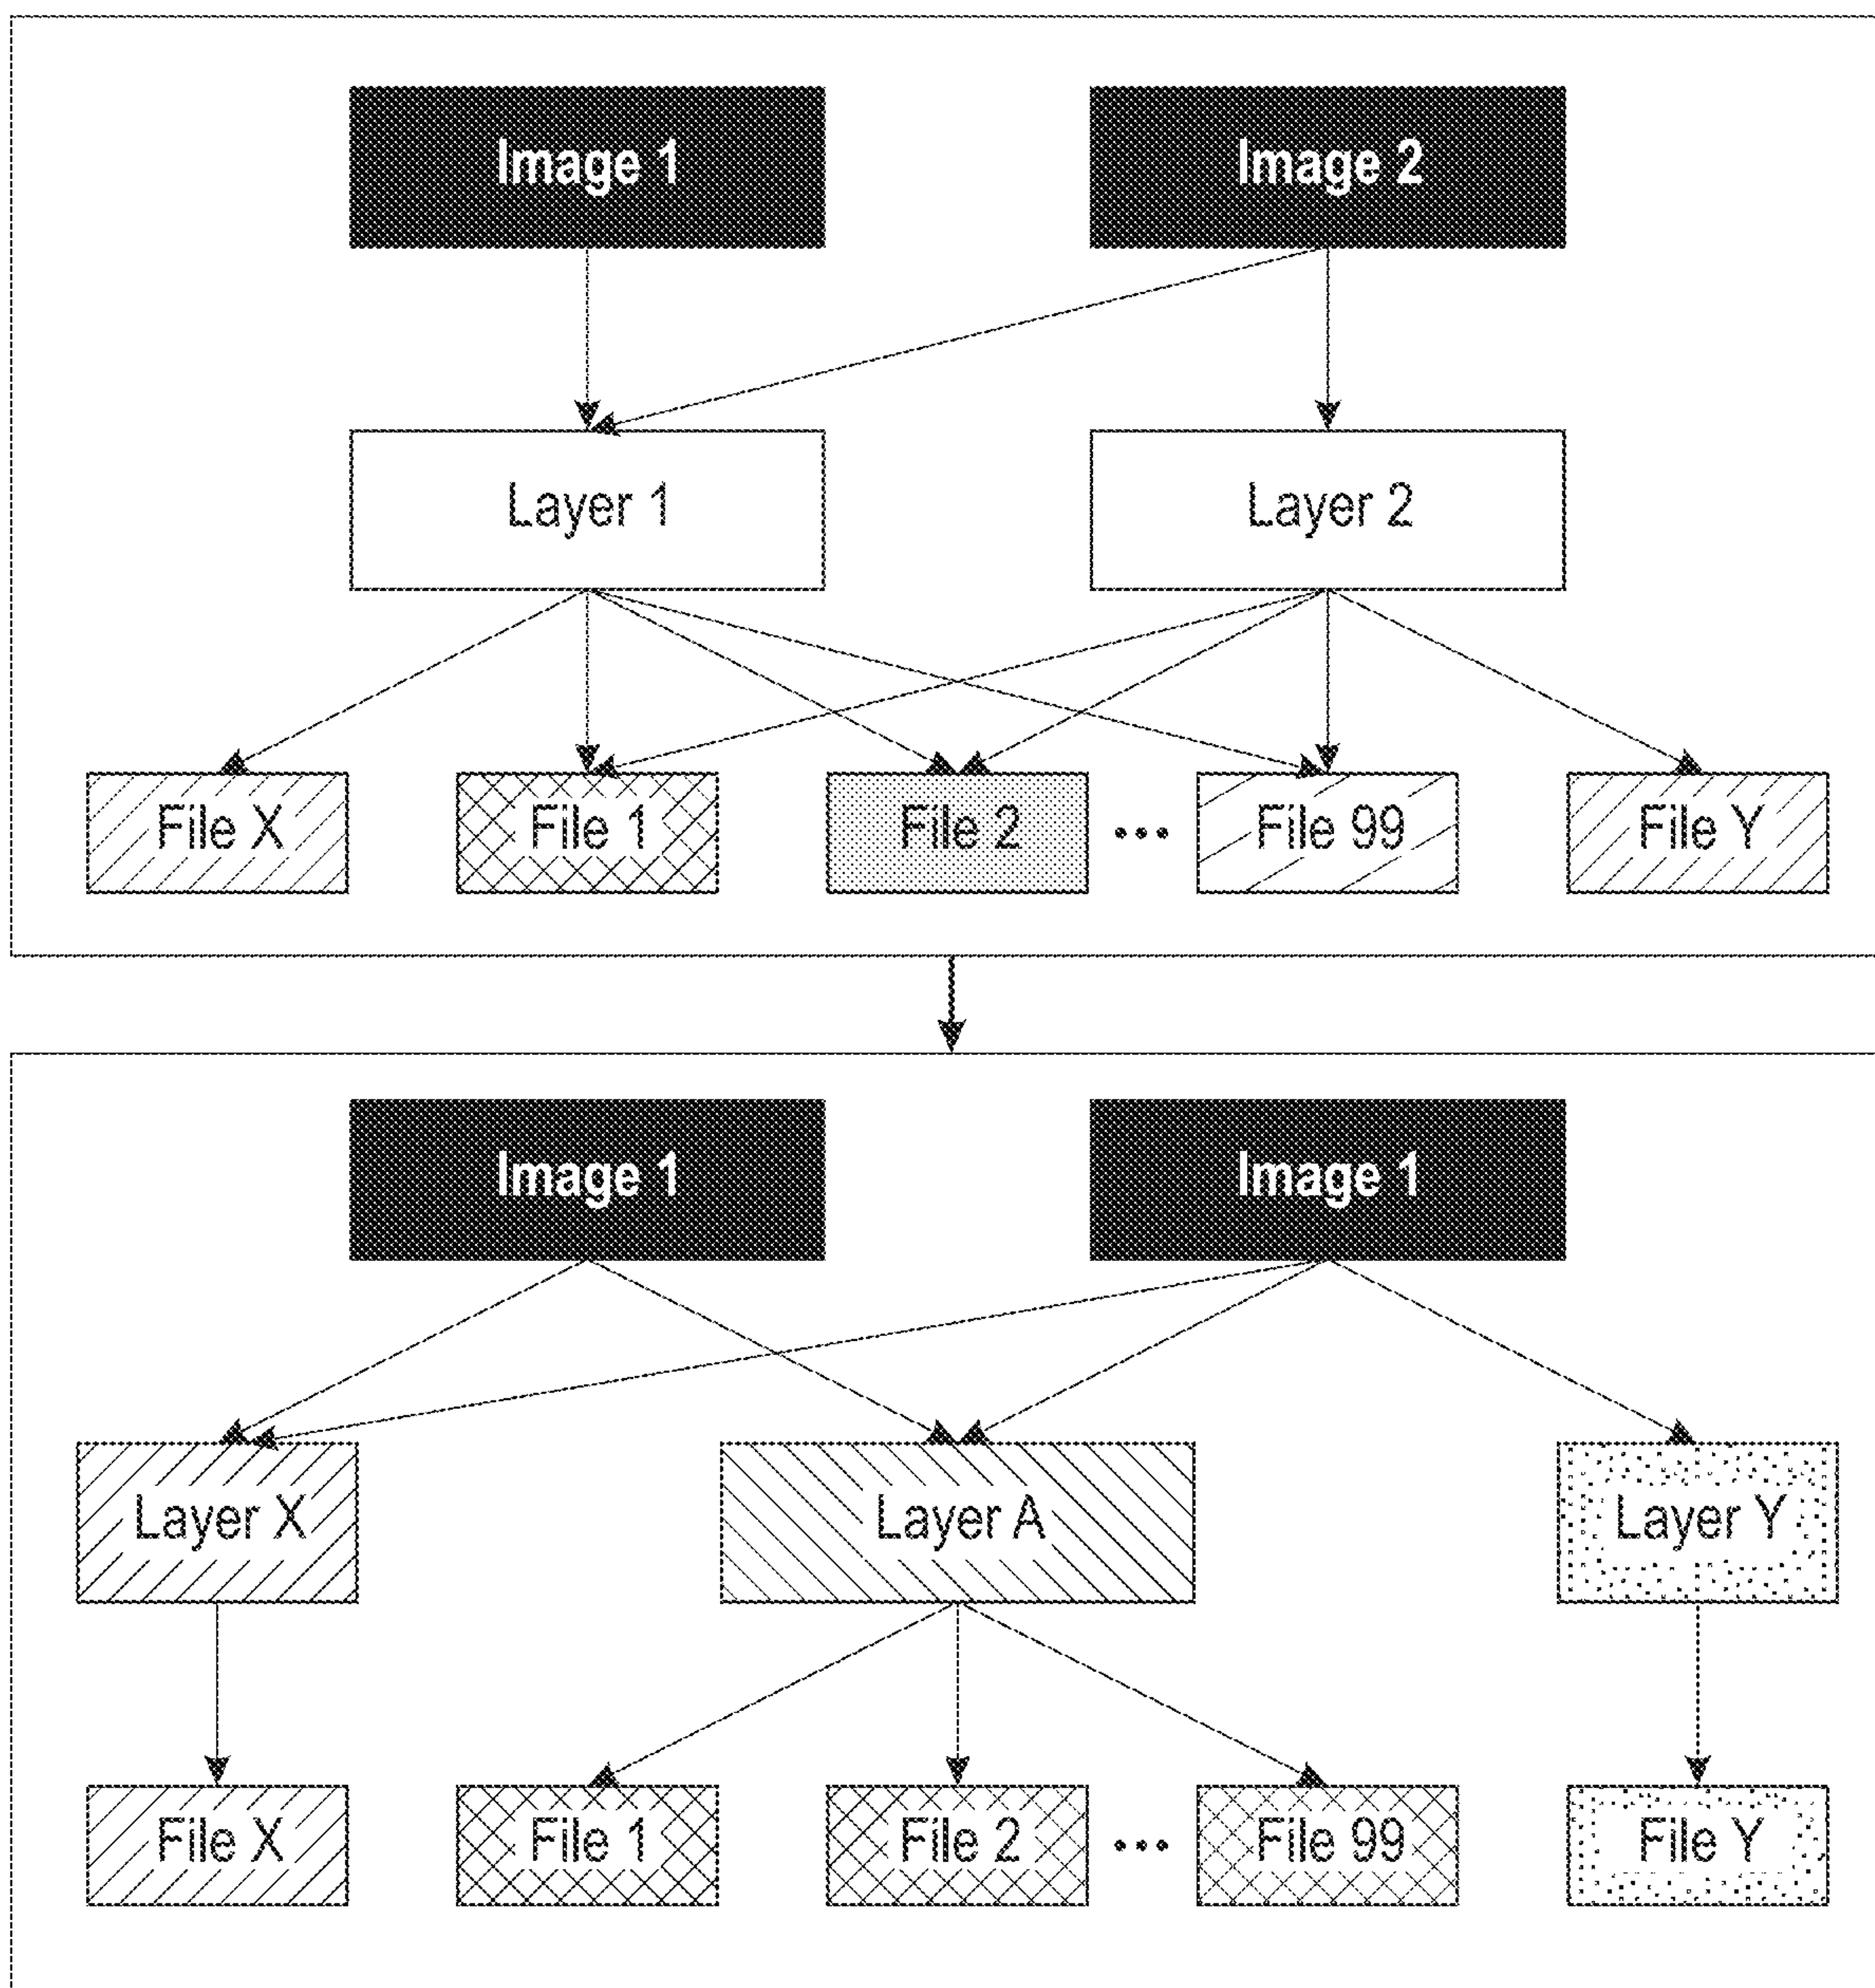 Image 1
Image 2
Layer 1
Layer 2
File X
File 1
File 2
•••
File 99
File Y
Image 1
Image 1
Layer X
Layer A
Layer Y
File X
File 1
File 2
•••
File 99
File Y